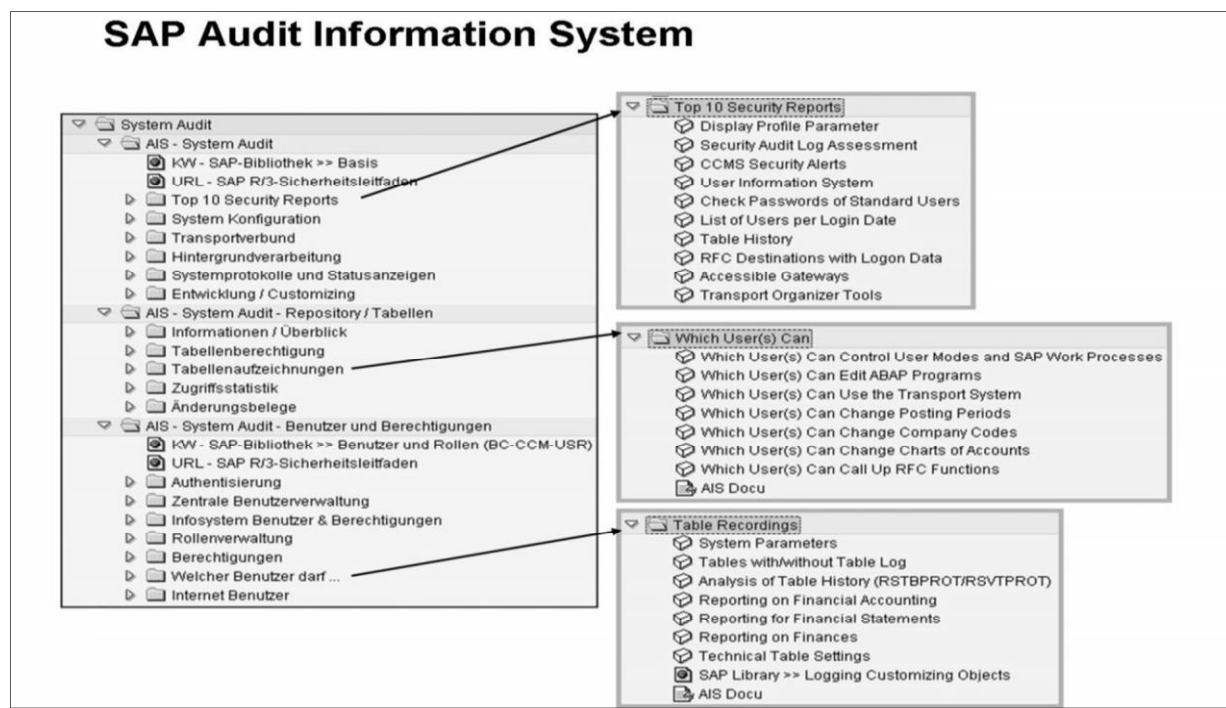 SAP Audit Information System
System Audit
AIS - System Audit
KW - SAP-Bibliothek >> Basis
URL - SAP R/3-Sicherheitsleitfaden
Top 10 Security Reports
System Konfiguration
Transportverbund
Hintergrundverarbeitung
Systemprotokolle und Statusanzeigen
Entwicklung / Customizing
AIS - System Audit - Repository / Tabellen
Informationen / Überblick
Tabellenberechtigung
Tabellenaufzeichnungen
Zugriffsstatistik
Änderungsbelege
AIS - System Audit - Benutzer und Berechtigungen
KW - SAP-Bibliothek >> Benutzer und Rollen (BC-CCM-USR)
URL - SAP R/3-Sicherheitsleitfaden
Authentisierung
Zentrale Benutzerverwaltung
Infosystem Benutzer & Berechtigungen
Rollenverwaltung
Berechtigungen
Welcher Benutzer darf ...
Internet Benutzer
Top 10 Security Reports
Display Profile Parameter
Security Audit Log Assessment
CCMS Security Alerts
User Information System
Check Passwords of Standard Users
List of Users per Login Date
Table History
RFC Destinations with Logon Data
Accessible Gateways
Transport Organizer Tools
Which User(s) Can
Which User(s) Can Control User Modes and SAP Work Processes
Which User(s) Can Edit ABAP Programs
Which User(s) Can Use the Transport System
Which User(s) Can Change Posting Periods
Which User(s) Can Change Company Codes
Which User(s) Can Change Charts of Accounts
Which User(s) Can Call Up RFC Functions
AIS Docu
Table Recordings
System Parameters
Tables with/without Table Log
Analysis of Table History (RSTBPROT/RSVTPROT)
Reporting on Financial Accounting
Reporting for Financial Statements
Reporting on Finances
Technical Table Settings
SAP Library >> Logging Customizing Objects
AIS Docu